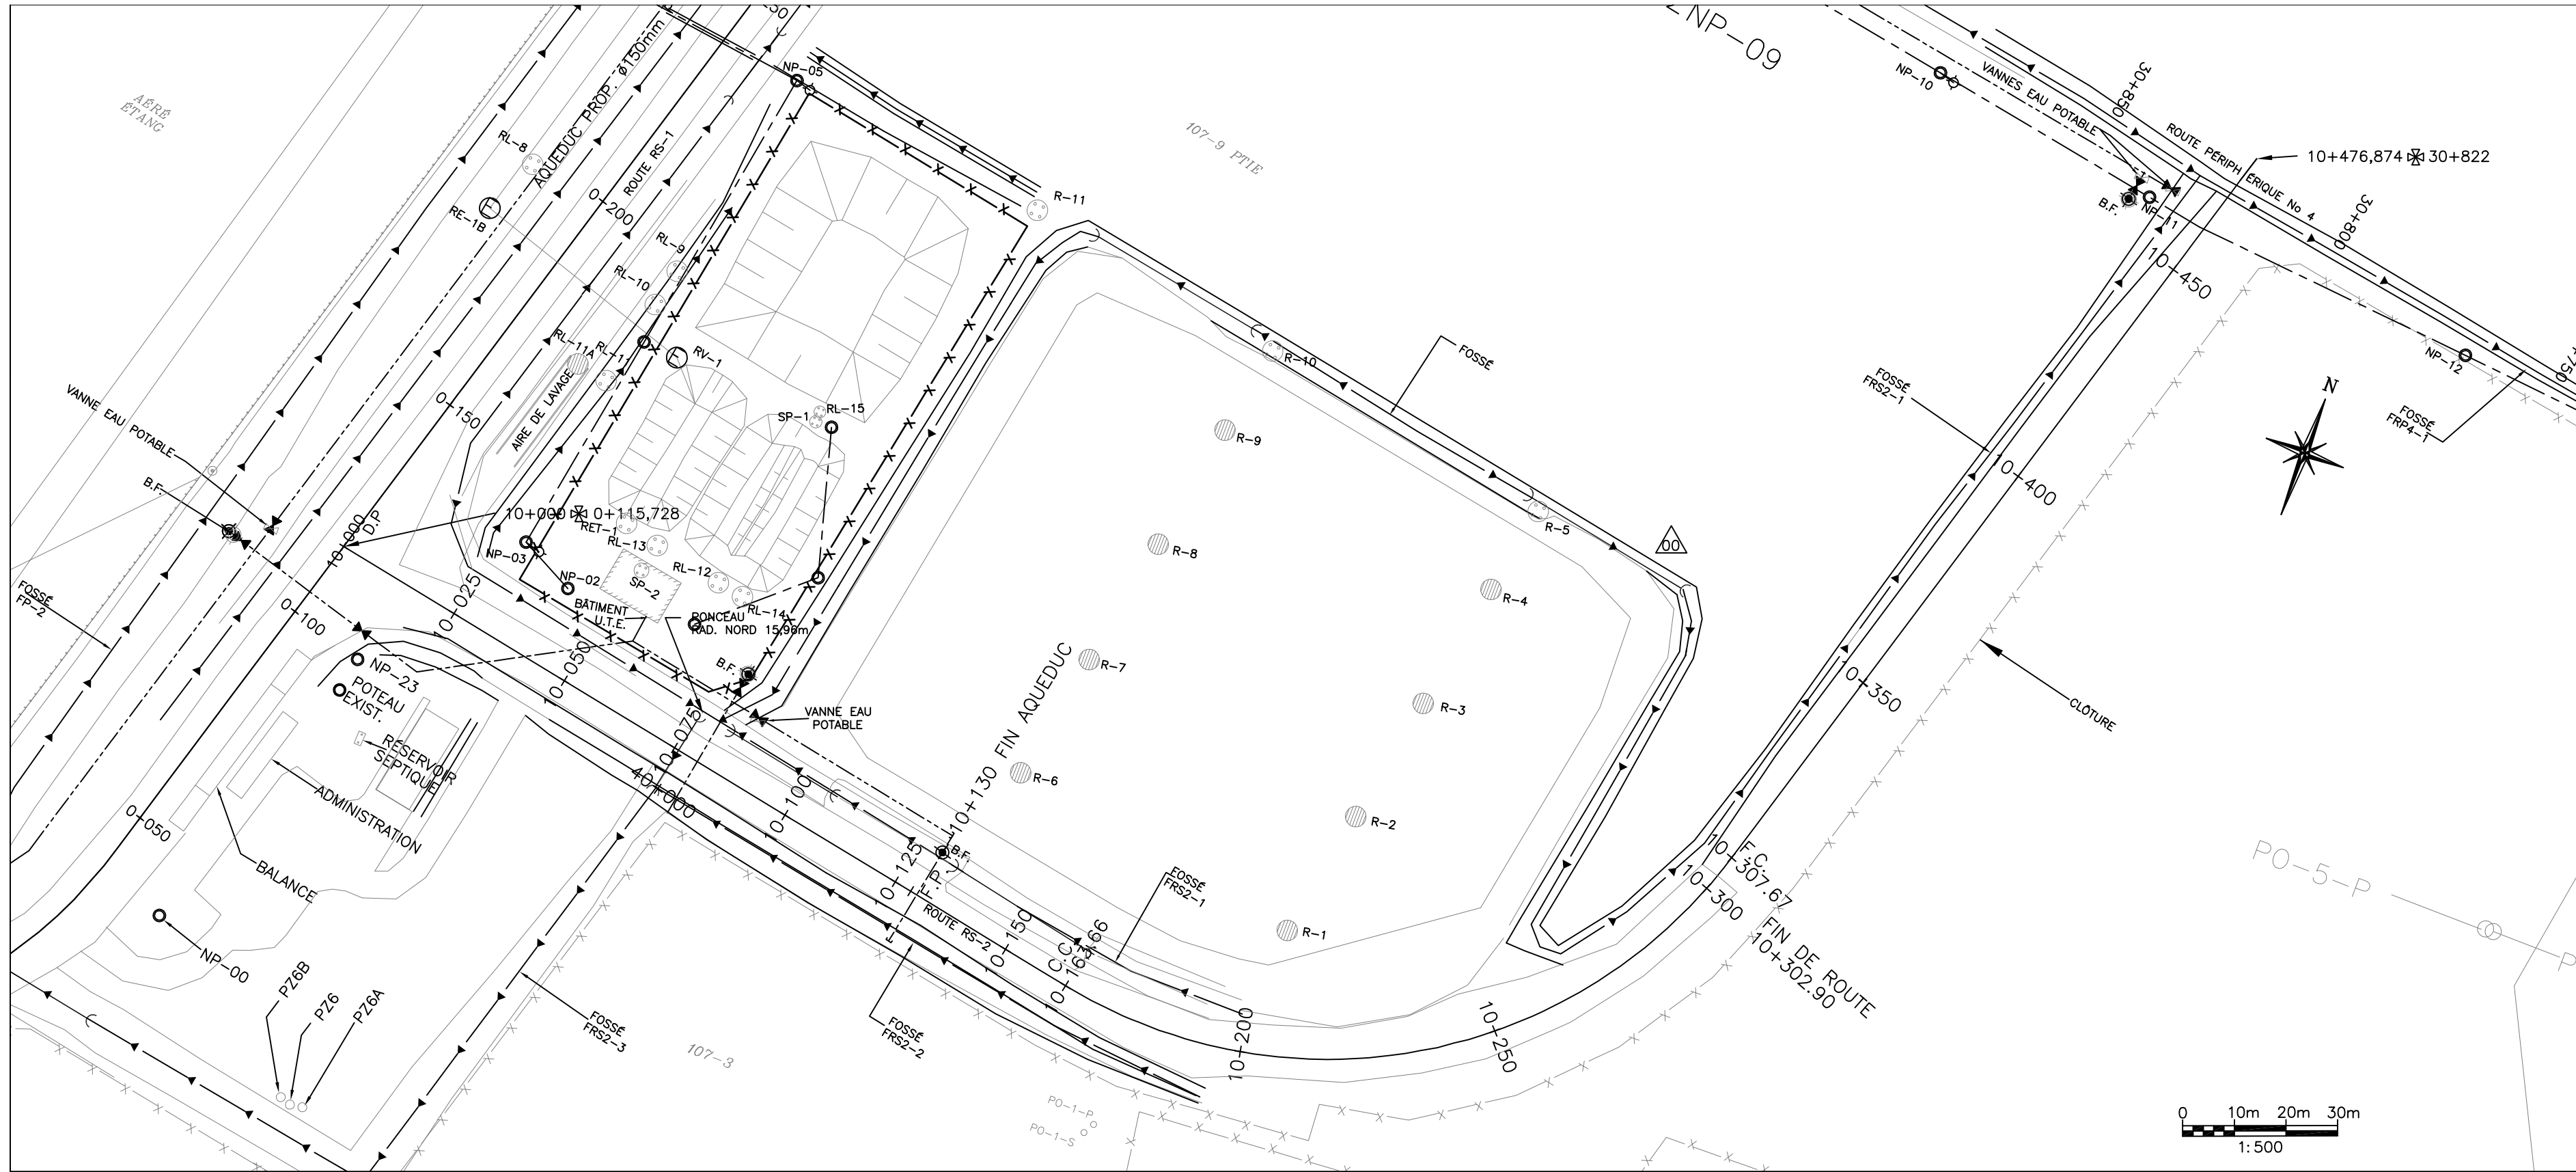 NP-09
0+200
ROUTE RS-1
AQUEDUC PROP. ϕ150mm
NP-05
AÉRÉ
ÉTANG
RL-8
RE-1B
RL-9
RL-10
R-11
107-9 PTIE
NP-10
VANNES EAU POTABLE
30+850
ROUTE PÉRIPHÉRIQUE No 4
10+476,874 30+822
30+800
B.F.
NP-11
10+450
NP-12
FOSSÉ
FRP4-1
FOSSÉ
FRS2-1
N
10+400
10+350
CLÔTURE
VANNE EAU POTABLE
B.F.
0+150
AIRE DE LAVAGE
RL-11A
RL-11
RV-1
SP-1
RL-15
10+000 0+115,728
RET-1
RL-13
NP-03
NP-02
SP-2
RL-12
RL-14
BÂTIMENT
U.T.E.
PONCEAU
RAD. NORD 15,96m
B.F.
VANNE EAU
POTABLE
10+000
D.P
10+025
10+050
10+075
10+100
10+125
F.P.
10+130 FIN AQUEDUC
B.F.
40+000
FOSSÉ
FP-2
0+100
0+050
NP-23
POTEAU
EXIST.
RÉSERVOIR
SEPTIQUE
ADMINISTRATION
BALANCE
NP-00
PZ6B
PZ6
PZ6A
FOSSÉ
FRS2-3
107-3
FOSSÉ
FRS2-2
ROUTE RS-2
10+150
C.C.
10+163.66
FOSSÉ
FRS2-1
10+200
10+250
10+300
F.C.
10+307.67
FIN DE ROUTE
10+302.90
FOSSÉ
R-10
R-9
R-8
R-7
R-6
R-5
R-4
R-3
R-2
R-1
00
PO-1-P
PO-1-S
PO-5-P
0 10m 20m 30m
1:500